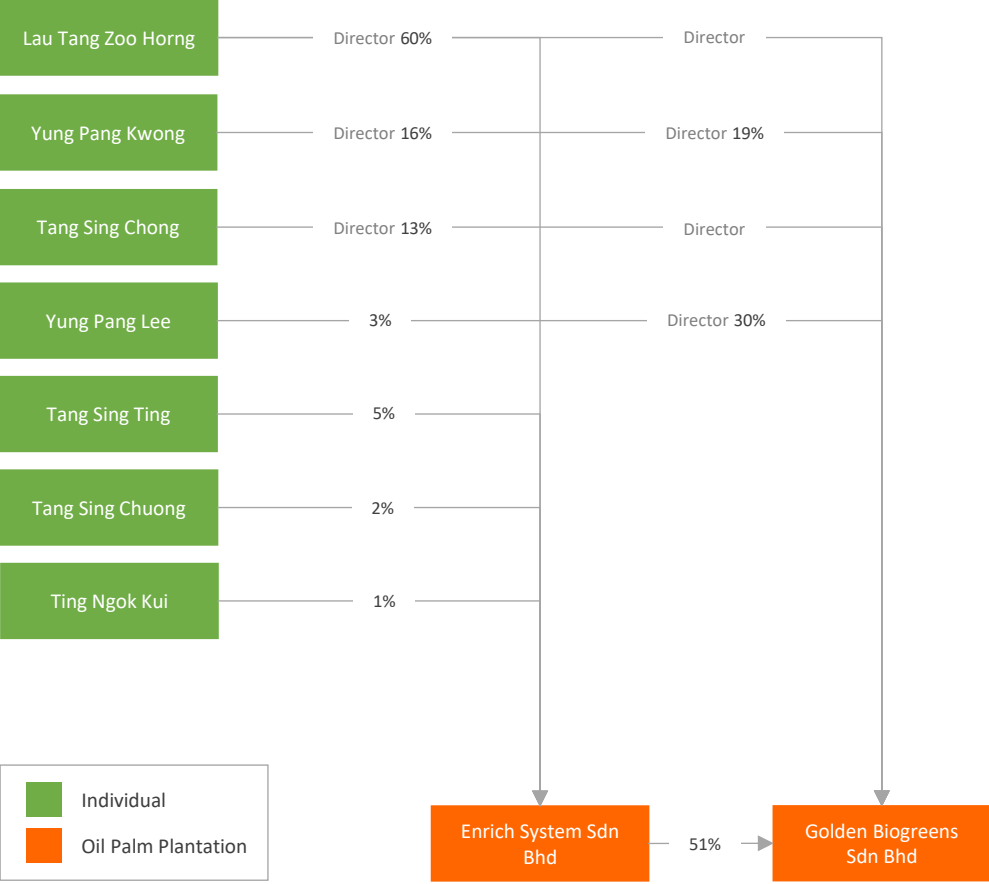 Lau Tang Zoo Horng
Director 60%
Director
Yung Pang Kwong
Director 16%
Director 19%
Tang Sing Chong
Director 13%
Director
Yung Pang Lee
3%
Director 30%
Tang Sing Ting
5%
Tang Sing Chuong
2%
Ting Ngok Kui
1%
Individual
Oil Palm Plantation
Enrich System Sdn
Bhd
51%
Golden Biogreens
Sdn Bhd